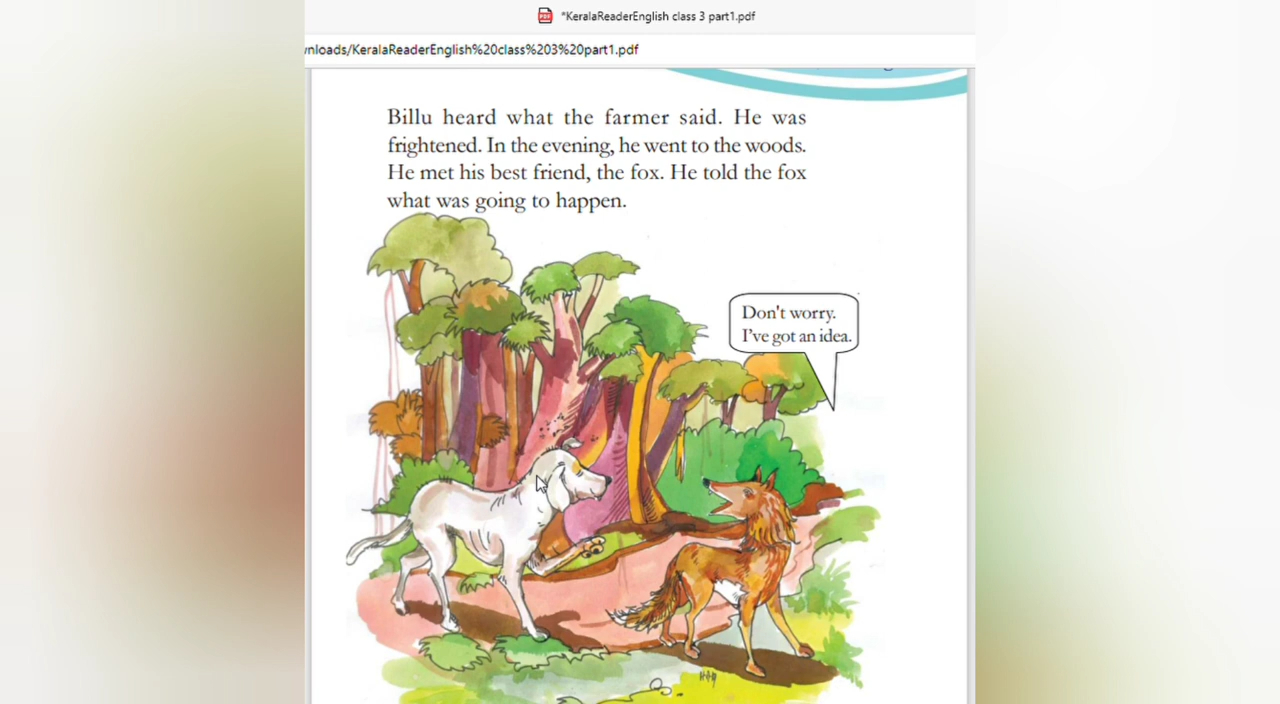 *KeralaReaderEnglish class 3 part1.pdf
nloads/KeralaReaderEnglish%20class%203%20part1.pdf
Billu heard what the farmer said. He was
frightened. In the evening, he went to the woods.
He met his best friend, the fox. He told the fox
what was going to happen.
Don't worry.
I've got an idea.